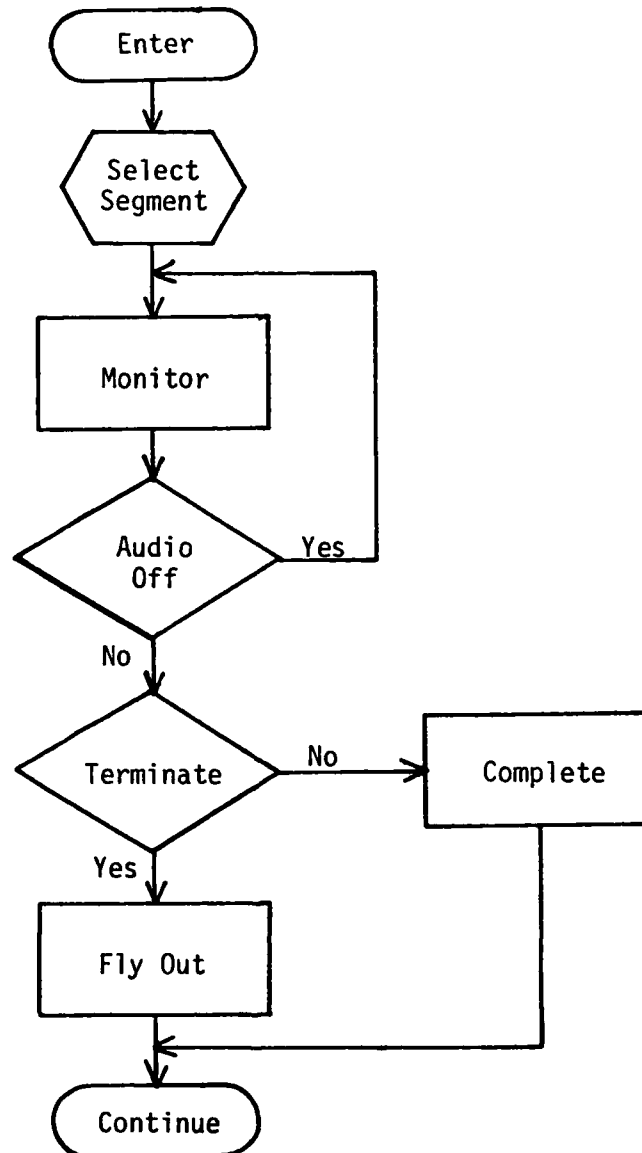 Enter
Select
Segment
Monitor
Audio
Off
Yes
No
Terminate
No
Complete
Yes
Fly Out
Continue